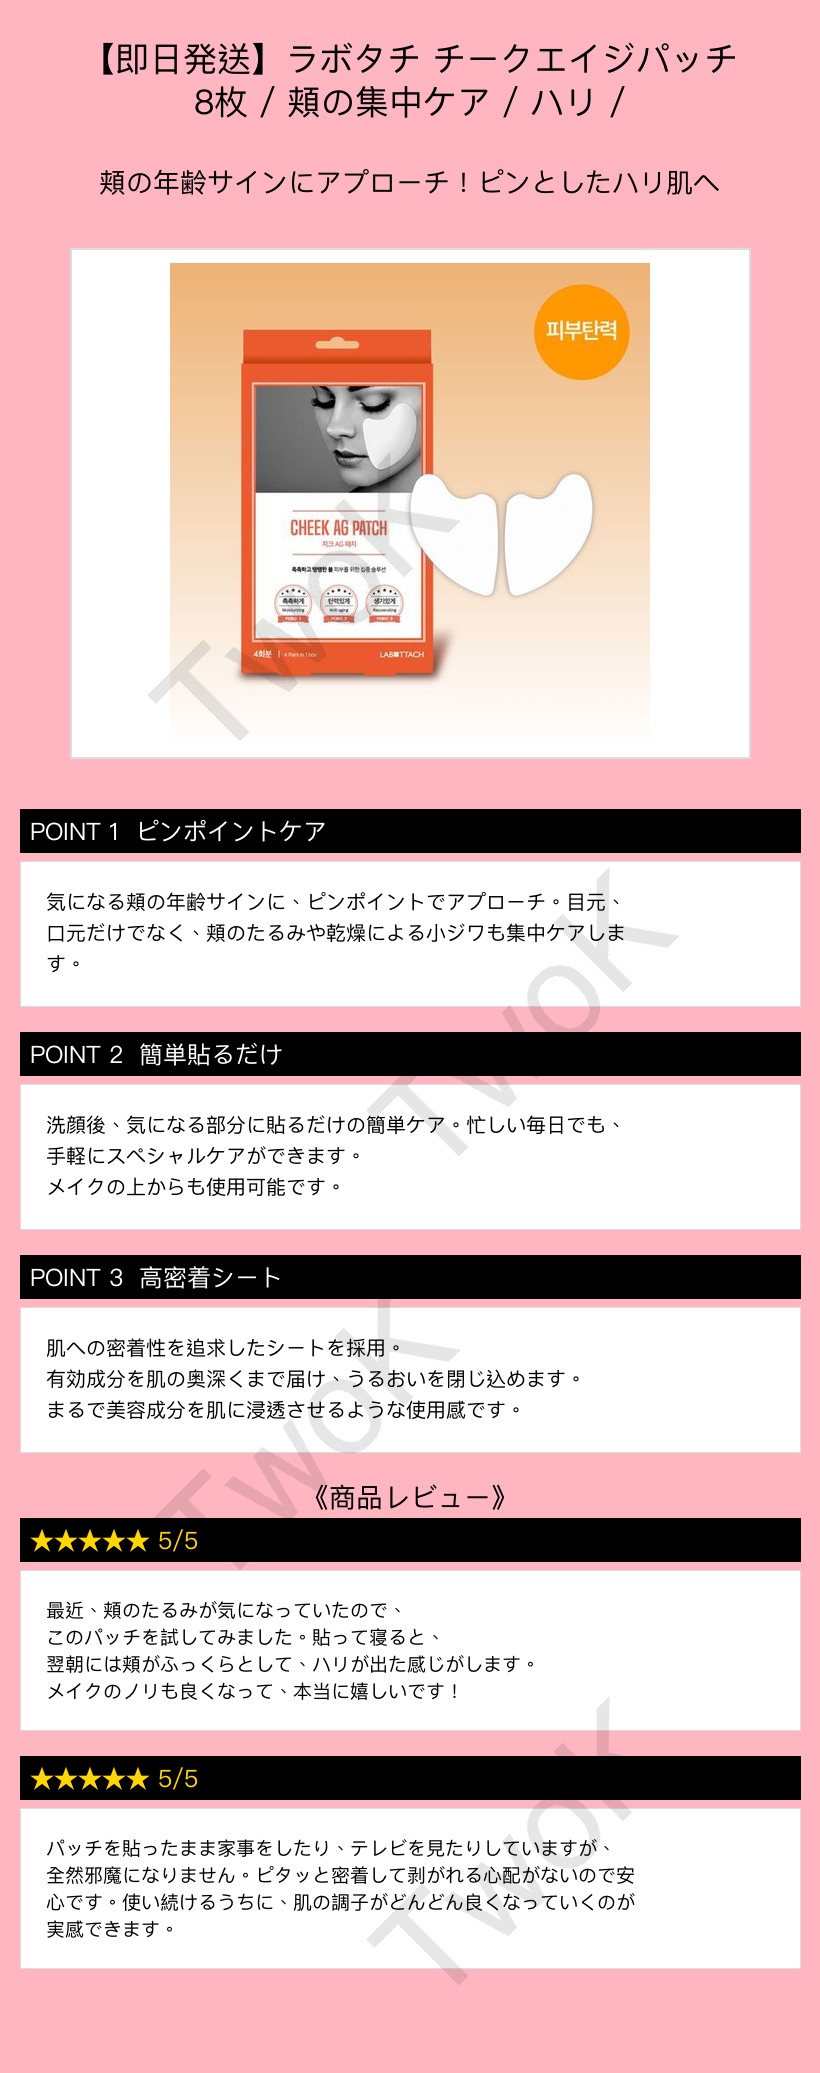 【即日発送】ラボタチ チークエイジパッチ
8枚 / 頬の集中ケア / ハリ /
頬の年齢サインにアプローチ！ピンとしたハリ肌へ
피부탄력
CHEEK AG PATCH
치크 AG 패치
촉촉하고 탱탱한 볼 피부를 위한 집중 솔루션
촉촉하게 탄력있게 생기있게
Moisturizing Anti-aging Rejuvenating
POINT 1 POINT 2 POINT 3
4회분 4 Pairs in 1 box LABOTTACH
TwoK
POINT 1 ピンポイントケア
気になる頬の年齢サインに、ピンポイントでアプローチ。目元、
口元だけでなく、頬のたるみや乾燥による小ジワも集中ケアしま
す。
TwoK
POINT 2 簡単貼るだけ
洗顔後、気になる部分に貼るだけの簡単ケア。忙しい毎日でも、
手軽にスペシャルケアができます。
メイクの上からも使用可能です。
POINT 3 高密着シート
肌への密着性を追求したシートを採用。
有効成分を肌の奥深くまで届け、うるおいを閉じ込めます。
まるで美容成分を肌に浸透させるような使用感です。
TwoK
《商品レビュー》
★★★★★ 5/5
最近、頬のたるみが気になっていたので、
このパッチを試してみました。貼って寝ると、
翌朝には頬がふっくらとして、ハリが出た感じがします。
メイクのノリも良くなって、本当に嬉しいです！
★★★★★ 5/5
パッチを貼ったまま家事をしたり、テレビを見たりしていますが、
全然邪魔になりません。ピタッと密着して剥がれる心配がないので安
心です。使い続けるうちに、肌の調子がどんどん良くなっていくのが
実感できます。
TwoK